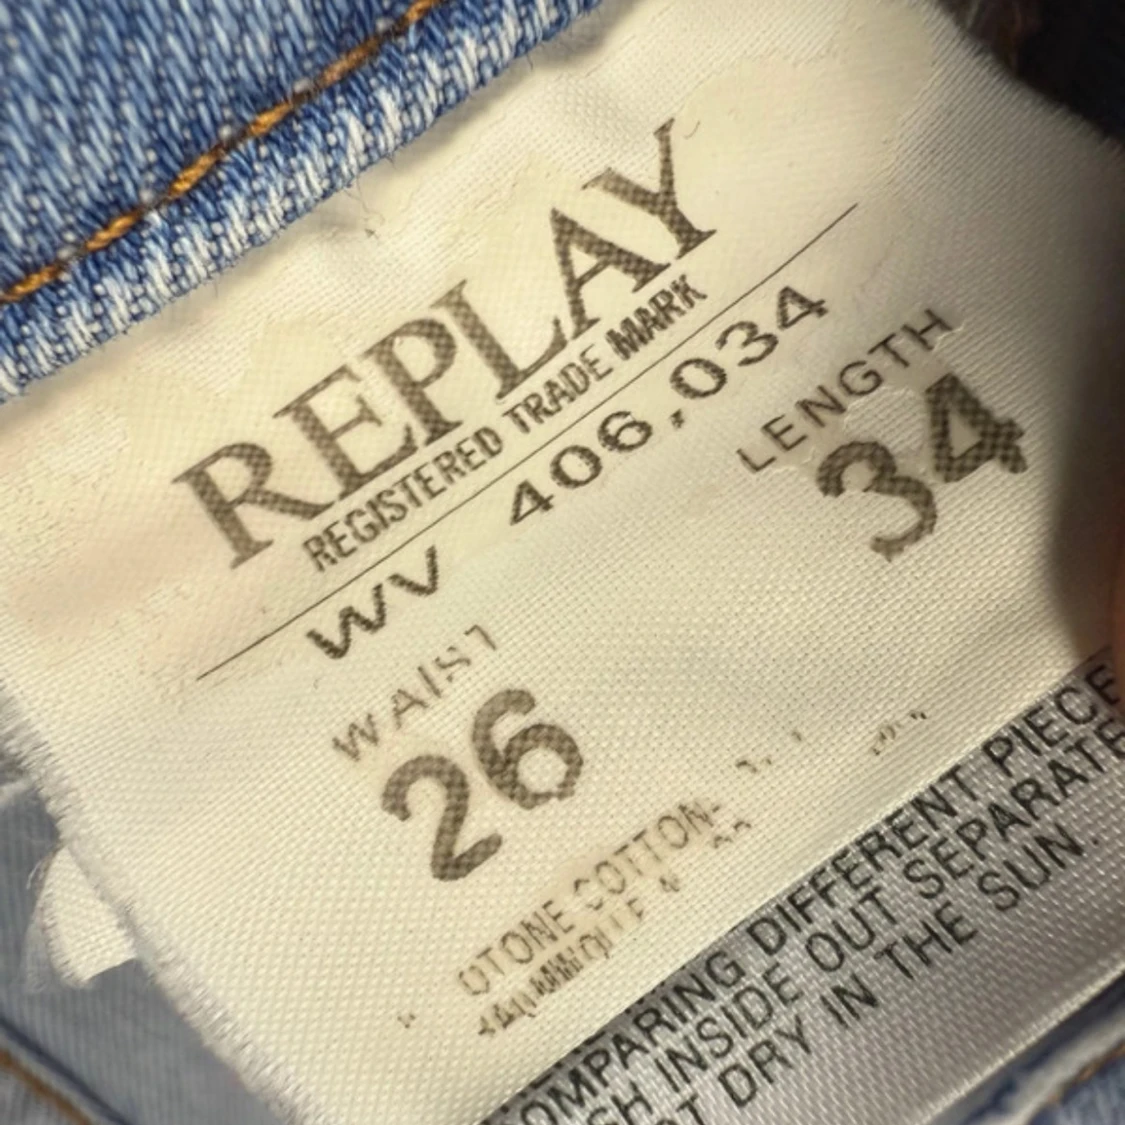 REPLAY
REGISTERED TRADE MARK
WV 406,034
WAIST LENGTH
26 34
COTTON
DIFFERENT PIECE
INSIDE OUT SEPARATE
DRY IN THE SUN.